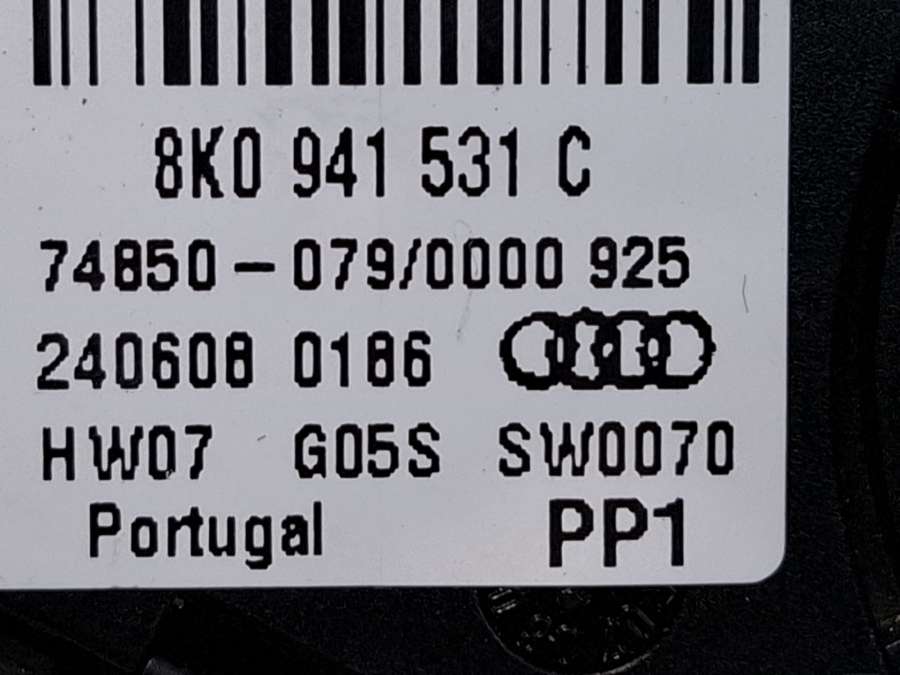 8K0 941 531 C
74850-079/0000 925
240608 0186
HW07 G05S SW0070
Portugal PP1